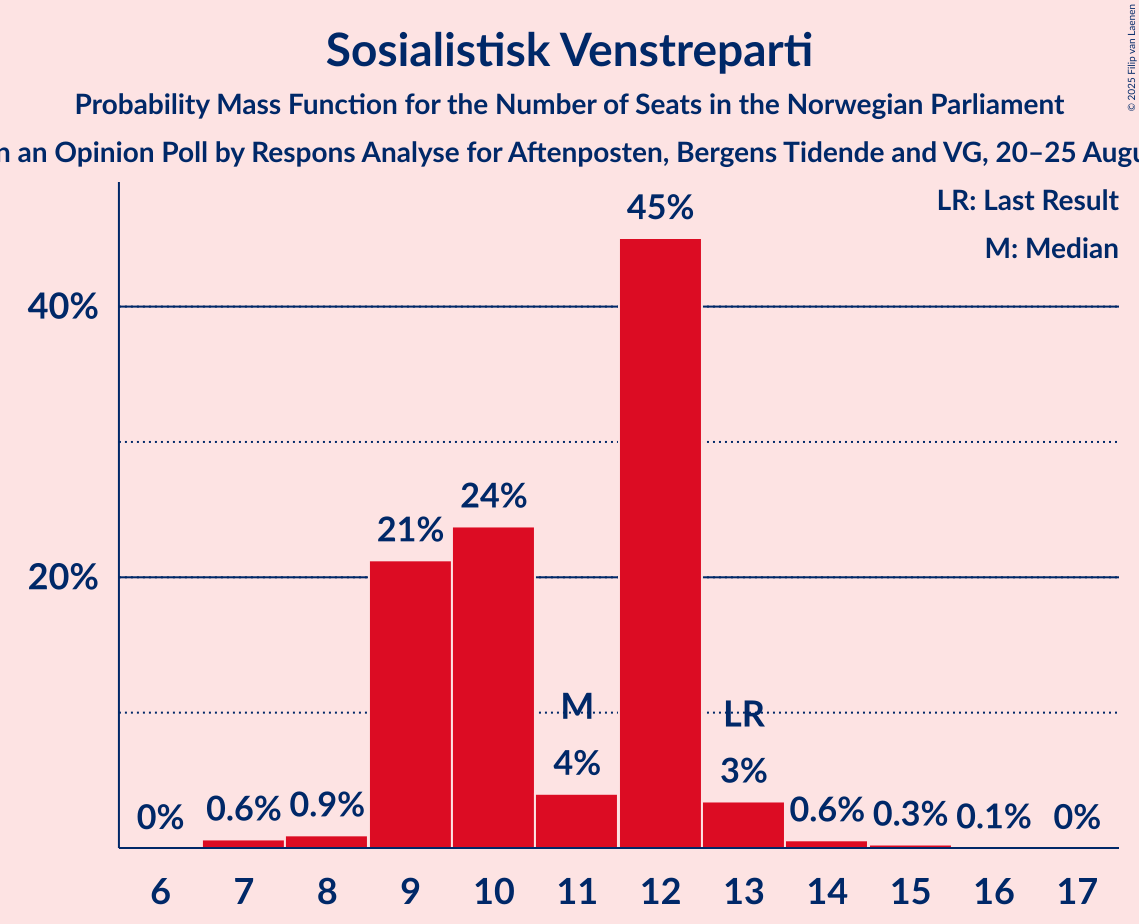 Sosialistisk Venstreparti
Probability Mass Function for the Number of Seats in the Norwegian Parliament
an Opinion Poll by Respons Analyse for Aftenposten, Bergens Tidende and VG, 20–25
© 2025 Filip van Laenen
LR: Last Result
M: Median
40%
20%
0%
0.6%
0.9%
21%
24%
M
4%
45%
LR
3%
0.6%
0.3%
0.1%
0%
6 7 8 9 10 11 12 13 14 15 16 17